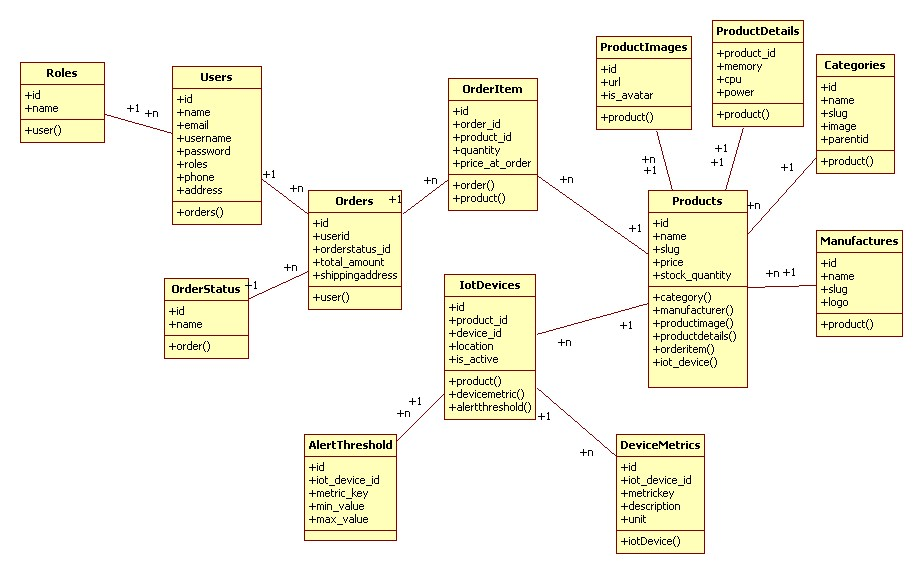 Roles
+id
+name
+user()
+1
+n
Users
+id
+name
+email
+username
+password
+roles
+phone
+address
+orders()
+1
+n
Orders
+id
+userid
+orderstatus_id
+total_amount
+shippingaddress
+user()
+1
+n
OrderStatus
+id
+name
+order()
+1
+n
OrderItem
+id
+order_id
+product_id
+quantity
+price_at_order
+order()
+product()
+n
+1
ProductImages
+id
+url
+is_avatar
+product()
+n
+1
ProductDetails
+product_id
+memory
+cpu
+power
+product()
+1
+1
Categories
+id
+name
+slug
+image
+parentid
+product()
+1
+n
Products
+id
+name
+slug
+price
+stock_quantity
+category()
+manufacturer()
+productimage()
+productdetails()
+orderitem()
+iot_device()
+n +1
Manufactures
+id
+name
+slug
+logo
+product()
IotDevices
+id
+product_id
+device_id
+location
+is_active
+product()
+devicemetric()
+alertthreshold()
+1
+n
+1
+n
+1
+n
AlertThreshold
+id
+iot_device_id
+metric_key
+min_value
+max_value
DeviceMetrics
+id
+iot_device_id
+metrickey
+description
+unit
+iotDevice()